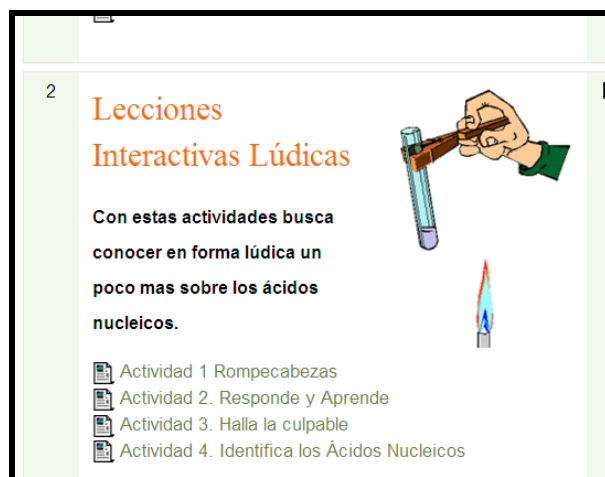 2
Lecciones
Interactivas Lúdicas
Con estas actividades busca
conocer en forma lúdica un
poco mas sobre los ácidos
nucleicos.
Actividad 1 Rompecabezas
Actividad 2. Responde y Aprende
Actividad 3. Halla la culpable
Actividad 4. Identifica los Ácidos Nucleicos